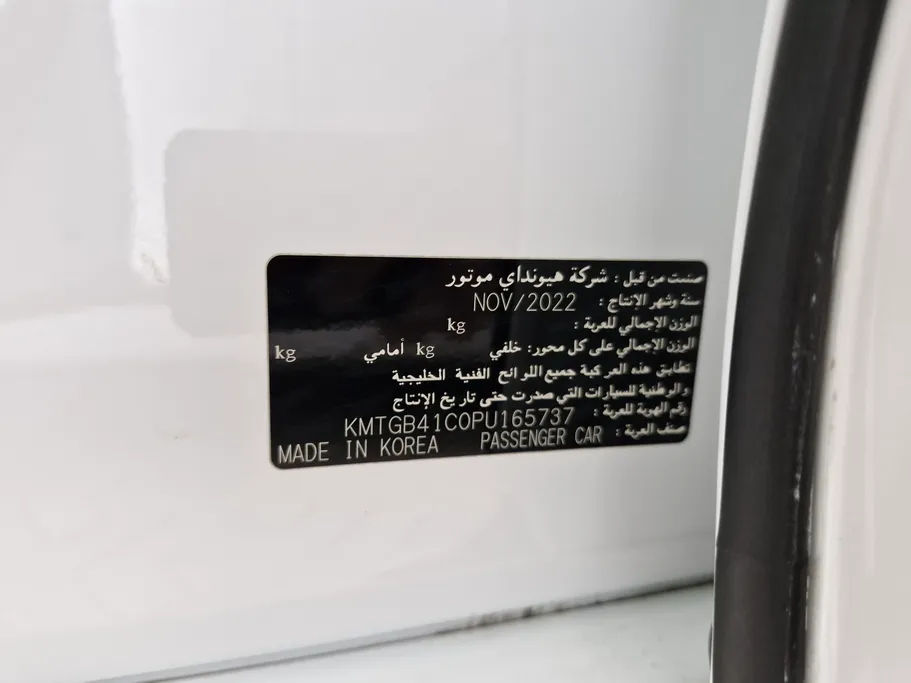 صنعت من قبل : شركة هيونداي موتور
سنة وشهر الإنتاج : NOV/2022
الوزن الإجمالي للعربة : kg
الوزن الإجمالي على كل محور: خلفي kg أمامي kg
تطابق هذه المركبة جميع اللوائح الفنية الخليجية
والوطنية للسيارات التي صدرت حتى تاريخ الإنتاج
رقم الهوية للعربة : KMTGB41C0PU165737
صنف العربة : PASSENGER CAR MADE IN KOREA